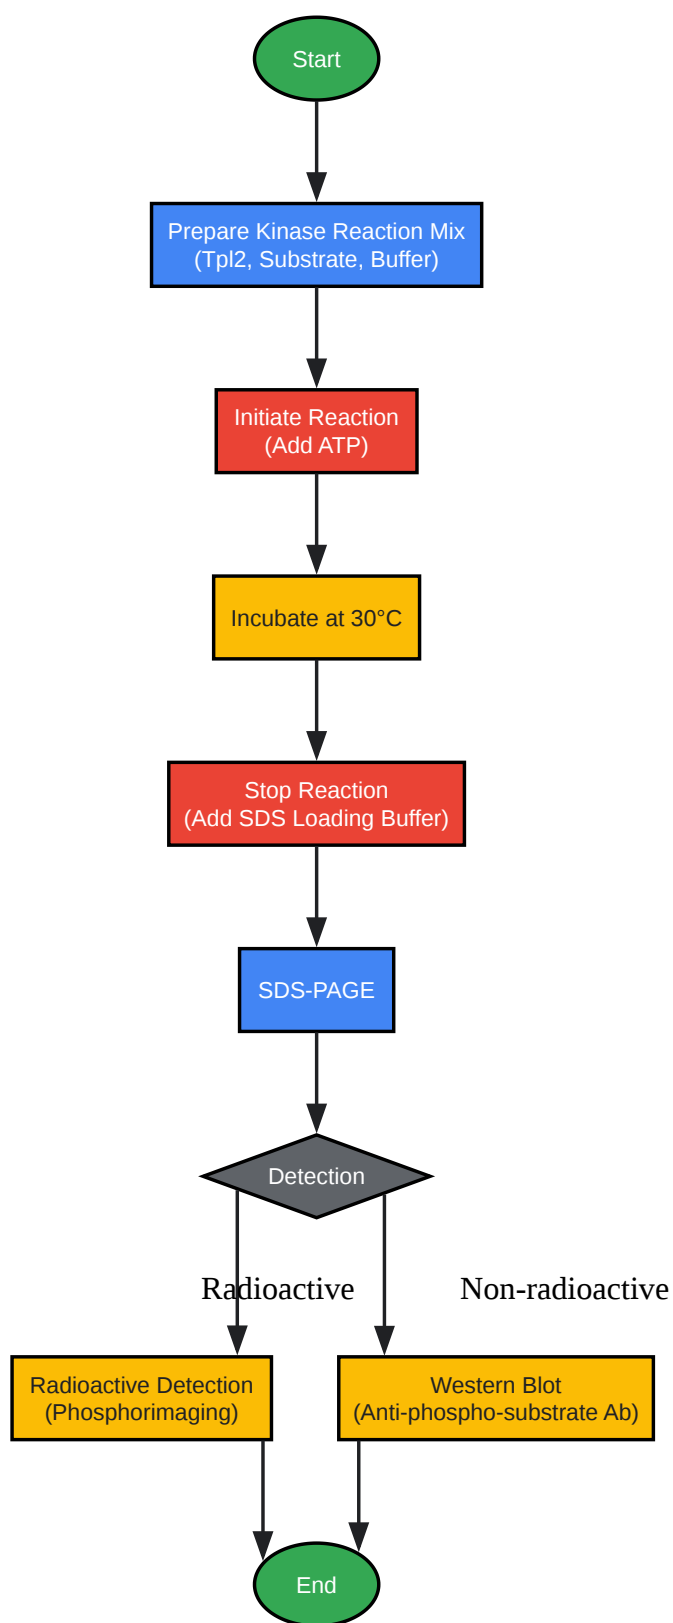 Start
Prepare Kinase Reaction Mix
(Tpl2, Substrate, Buffer)
Initiate Reaction
(Add ATP)
Incubate at 30°C
Stop Reaction
(Add SDS Loading Buffer)
SDS-PAGE
Detection
Radioactive
Non-radioactive
Radioactive Detection
(Phosphorimaging)
Western Blot
(Anti-phospho-substrate Ab)
End